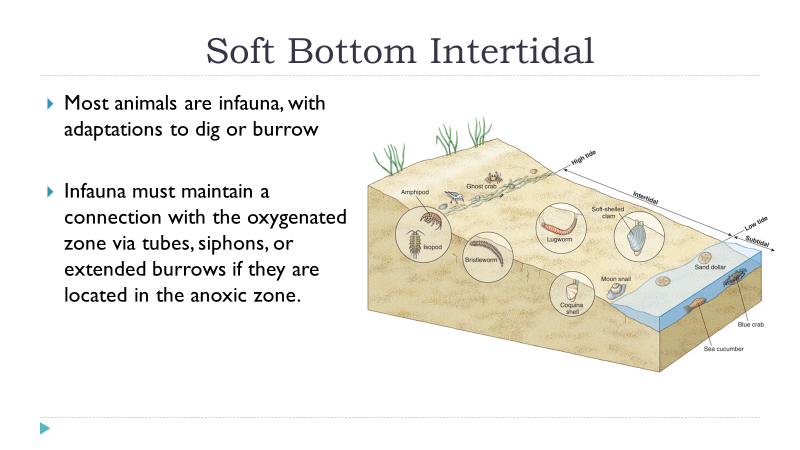 Soft Bottom Intertidal
Most animals are infauna, with
adaptations to dig or burrow
Infauna must maintain a
connection with the oxygenated
zone via tubes, siphons, or
extended burrows if they are
located in the anoxic zone.
High tide
Intertidal
Low tide
Subtidal
Ghost crab
Amphipod
Isopod
Bristleworm
Lugworm
Soft-shelled
clam
Coquina
shell
Moon snail
Sand dollar
Blue crab
Sea cucumber